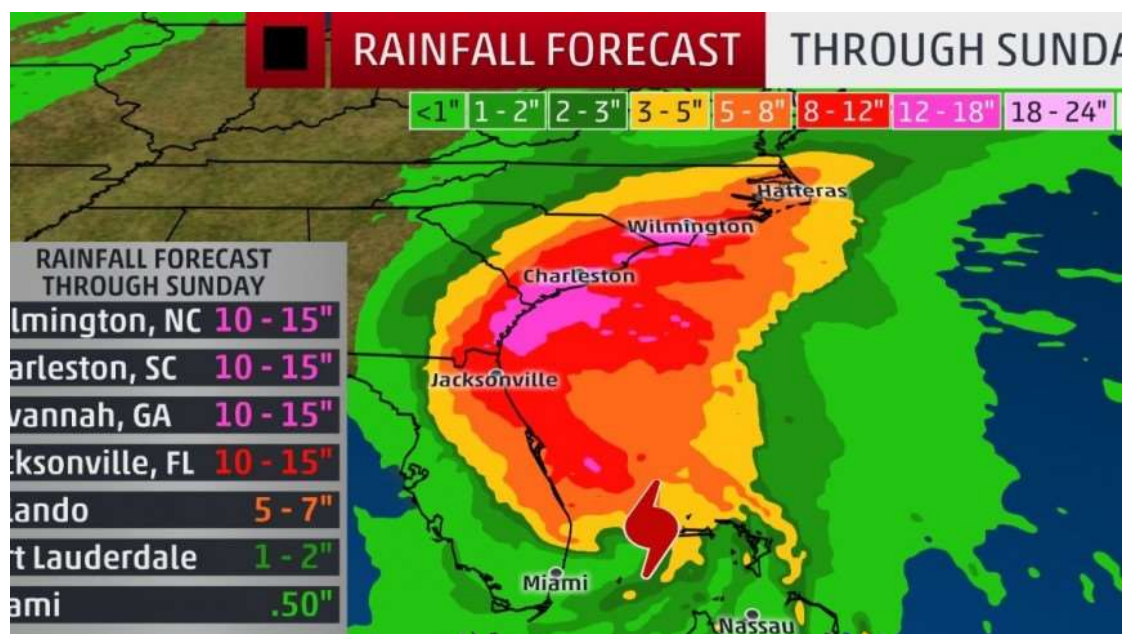 RAINFALL FORECAST THROUGH SUNDA
<1" 1 - 2" 2 - 3" 3 - 5" 5 - 8" 8 - 12" 12 - 18" 18 - 24"
Hatteras
Wilmington
Charleston
Jacksonville
Miami
Nassau
RAINFALL FORECAST
THROUGH SUNDAY
lmington, NC 10 - 15"
arleston, SC 10 - 15"
vannah, GA 10 - 15"
cksonville, FL 10 - 15"
lando 5 - 7"
rt Lauderdale 1 - 2"
ami .50"